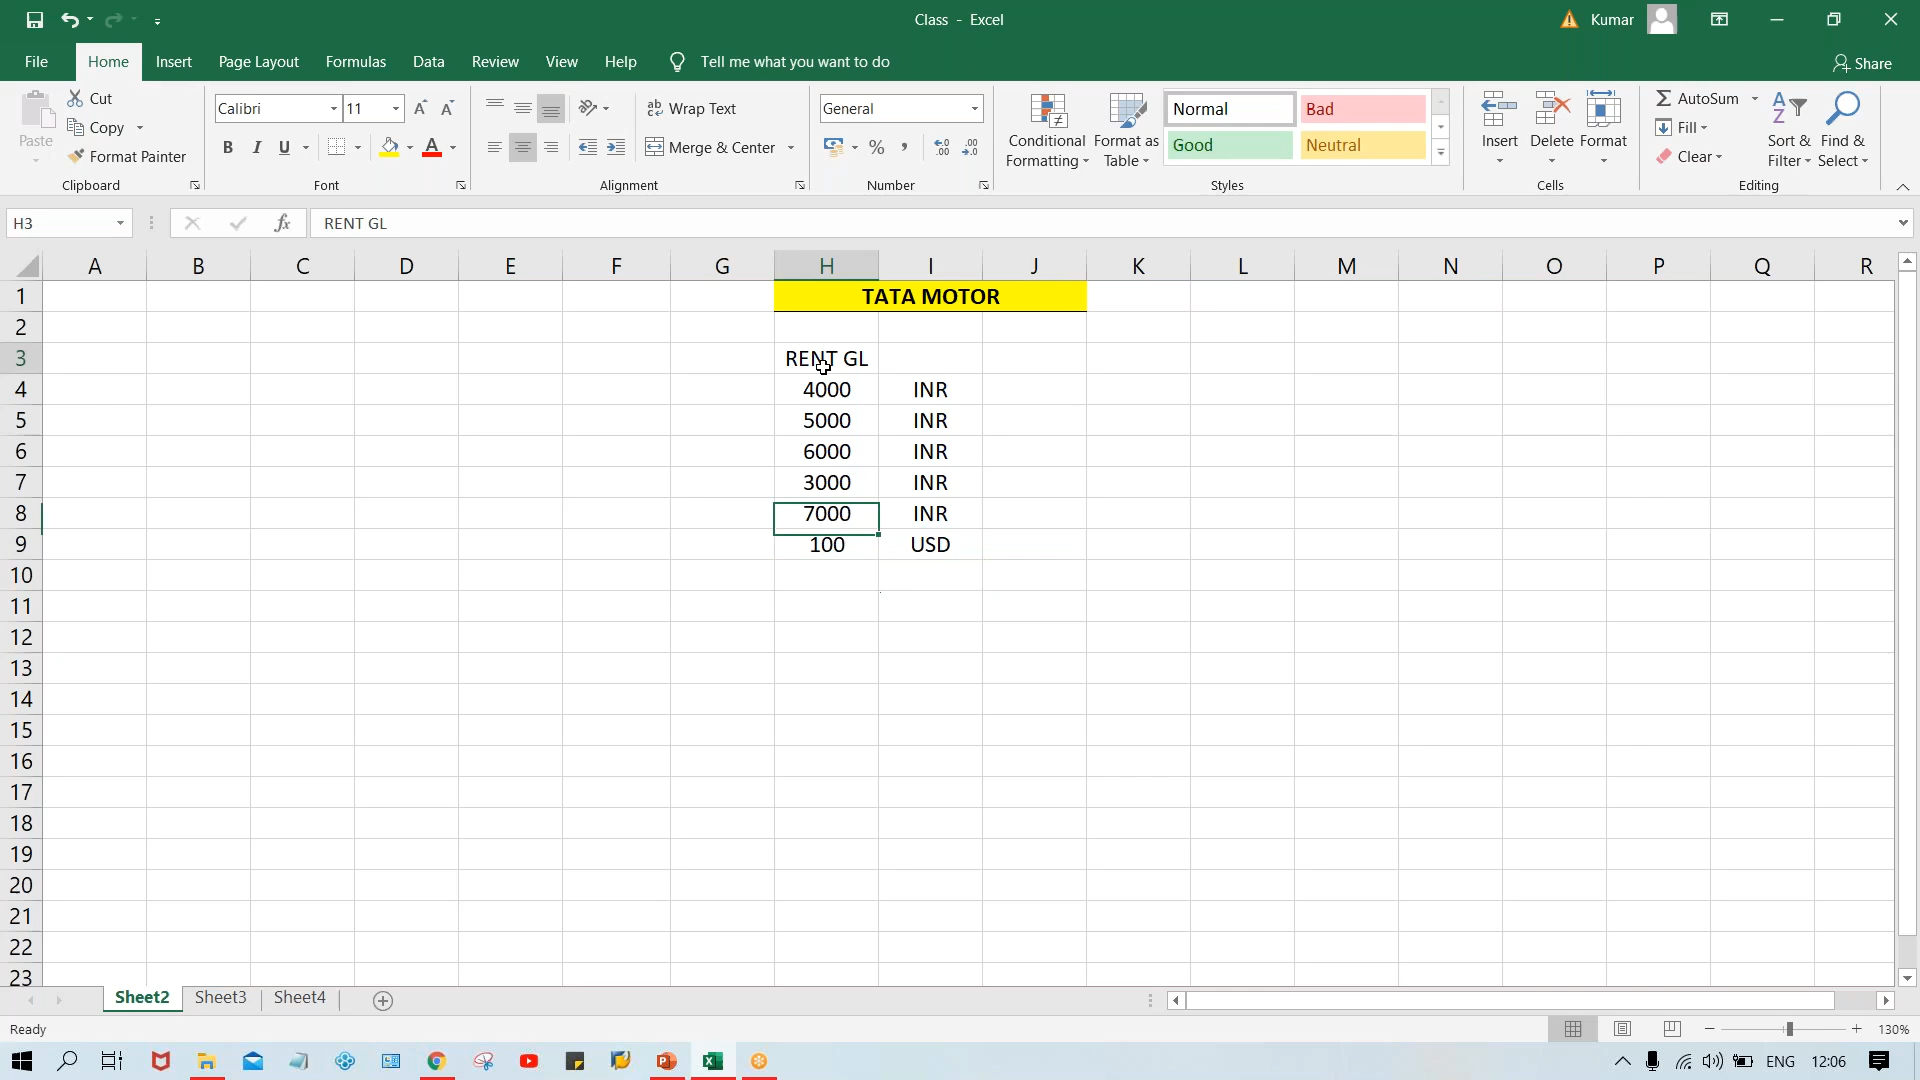 Class - Excel
Kumar
File Home Insert Page Layout Formulas Data Review View Help Tell me what you want to do
Share
Paste
Cut
Copy
Format Painter
Clipboard
Calibri 11
B I U
Font
Wrap Text
Merge & Center
Alignment
General
Number
Conditional Formatting
Format as Table
Normal Bad
Good Neutral
Styles
Insert Delete Format
Cells
AutoSum
Fill
Clear
Sort & Filter
Find & Select
Editing
H3 fx RENT GL
A B C D E F G H I J K L M N O P Q R
1 TATA MOTOR
2
3 RENT GL
4 4000 INR
5 5000 INR
6 6000 INR
7 3000 INR
8 7000 INR
9 100 USD
10
11
12
13
14
15
16
17
18
19
20
21
22
23
Sheet2 Sheet3 Sheet4
Ready
130%
ENG 12:06